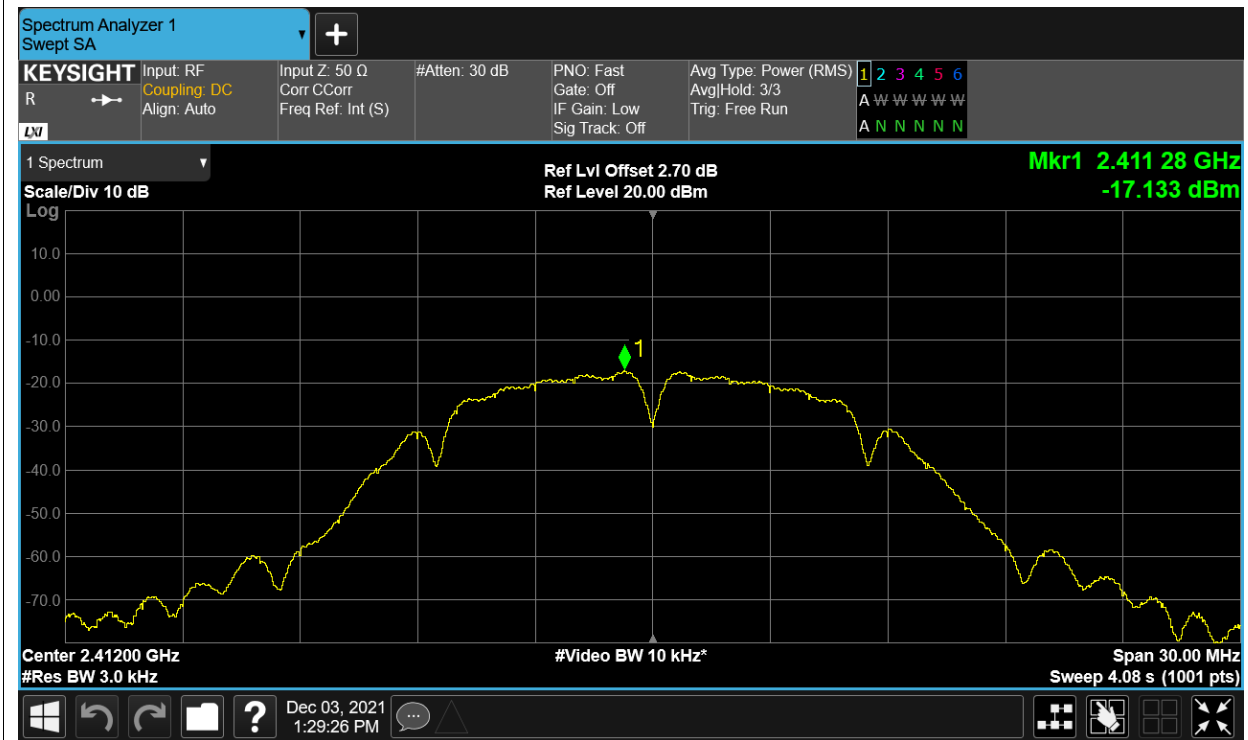 Spectrum Analyzer 1
Swept SA
+
KEYSIGHT
R
LXI
Input: RF
Coupling: DC
Align: Auto
Input Z: 50 Ω
Corr CCorr
Freq Ref: Int (S)
#Atten: 30 dB
PNO: Fast
Gate: Off
IF Gain: Low
Sig Track: Off
Avg Type: Power (RMS)
Avg|Hold: 3/3
Trig: Free Run
1 2 3 4 5 6
A W W W W W
A N N N N N
1 Spectrum
Scale/Div 10 dB
Ref Lvl Offset 2.70 dB
Ref Level 20.00 dBm
Mkr1 2.411 28 GHz
-17.133 dBm
Log
10.0
0.00
-10.0
-20.0
-30.0
-40.0
-50.0
-60.0
-70.0
1
Center 2.41200 GHz
#Res BW 3.0 kHz
#Video BW 10 kHz*
Span 30.00 MHz
Sweep 4.08 s (1001 pts)
?
Dec 03, 2021
1:29:26 PM